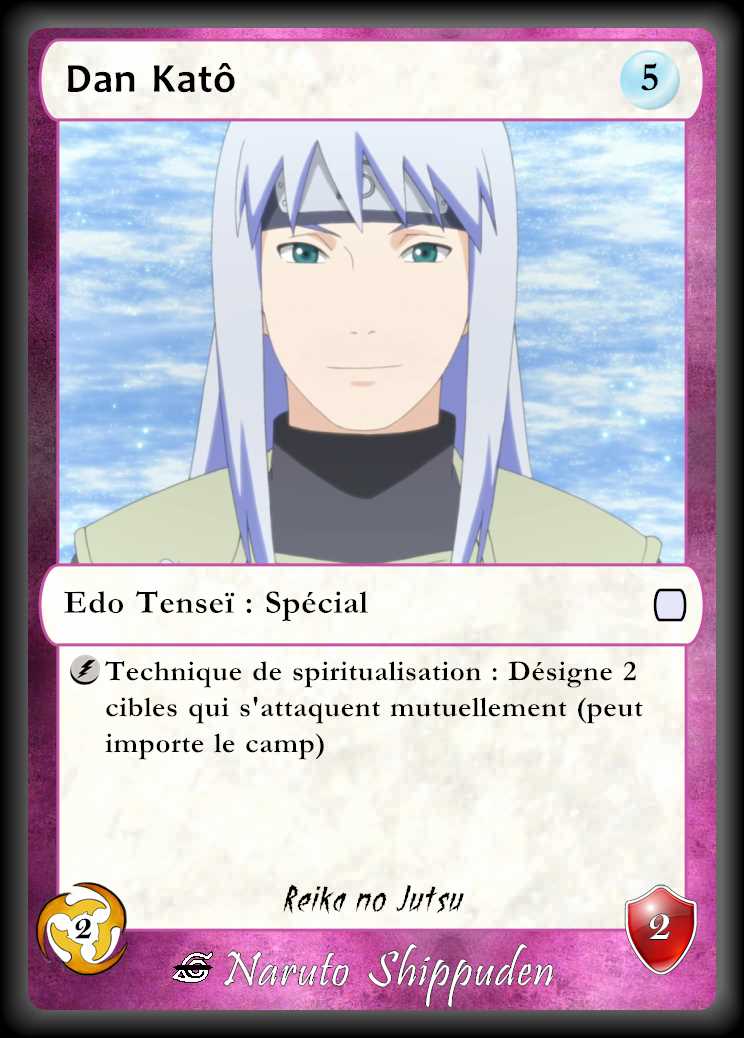 Dan Katô
5
Edo Tenseï : Spécial
Technique de spiritualisation : Désigne 2
cibles qui s'attaquent mutuellement (peut
importe le camp)
Reika no Jutsu
2
2
Naruto Shippuden